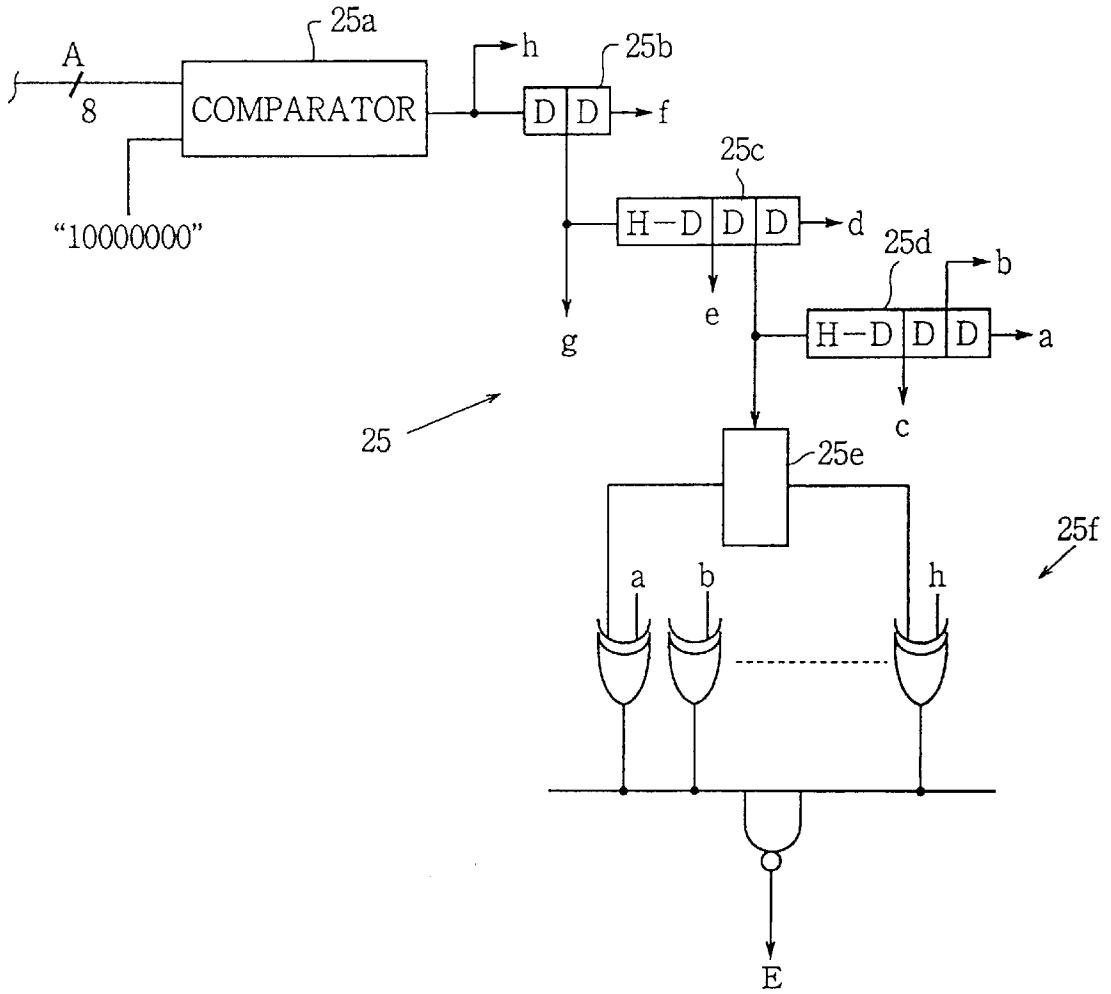 25a
h
25b
A
8
COMPARATOR
D D
f
"10000000"
25c
H-D D D
d
e
g
25d
b
H-D D D
a
c
25
25e
25f
a
b
h
E